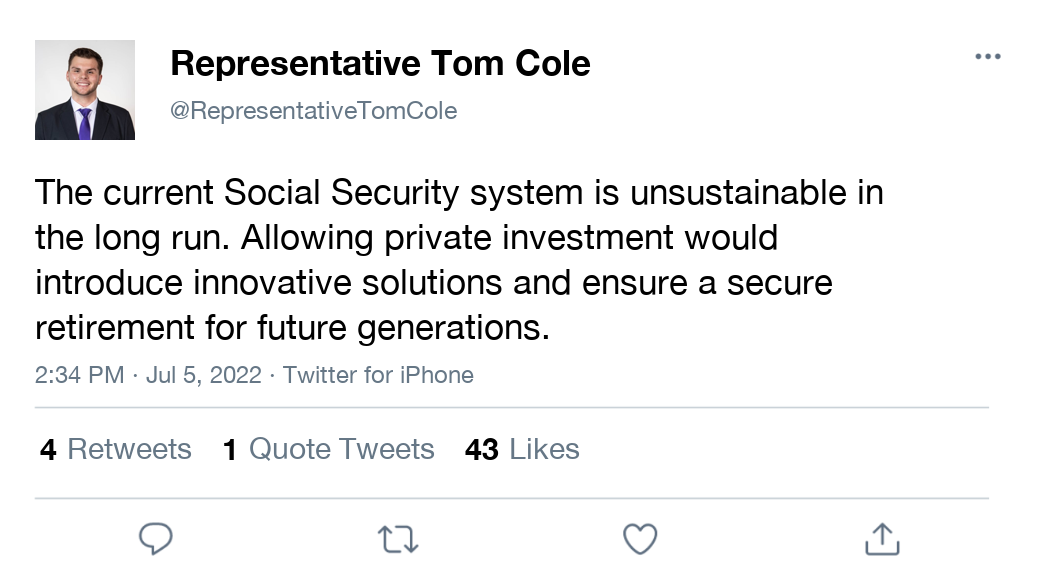 Representative Tom Cole
@RepresentativeTomCole
The current Social Security system is unsustainable in
the long run. Allowing private investment would
introduce innovative solutions and ensure a secure
retirement for future generations.
2:34 PM · Jul 5, 2022 · Twitter for iPhone
4 Retweets 1 Quote Tweets 43 Likes